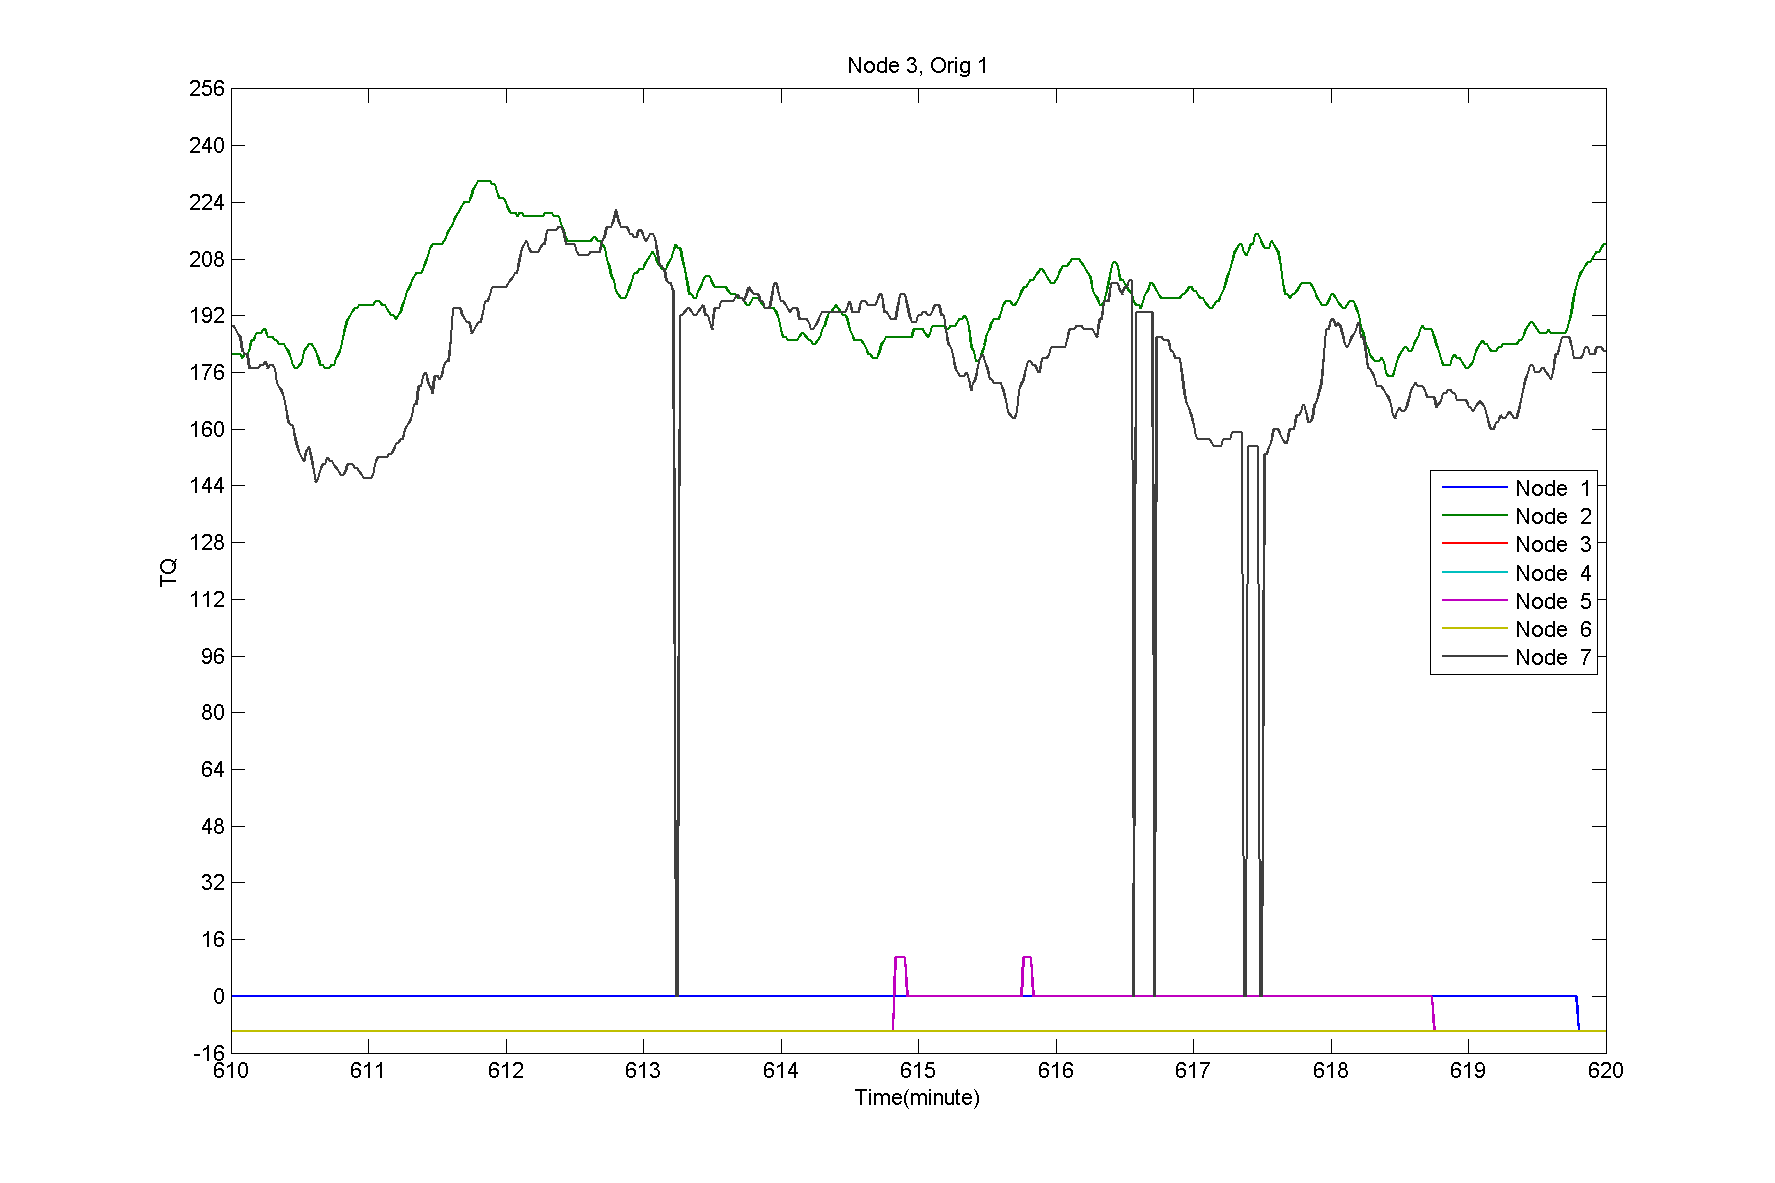 Node 3, Orig 1
256
240
224
208
192
176
160
144
128
112
96
80
64
48
32
16
0
-16
TQ
Node 1
Node 2
Node 3
Node 4
Node 5
Node 6
Node 7
610 611 612 613 614 615 616 617 618 619 620
Time(minute)